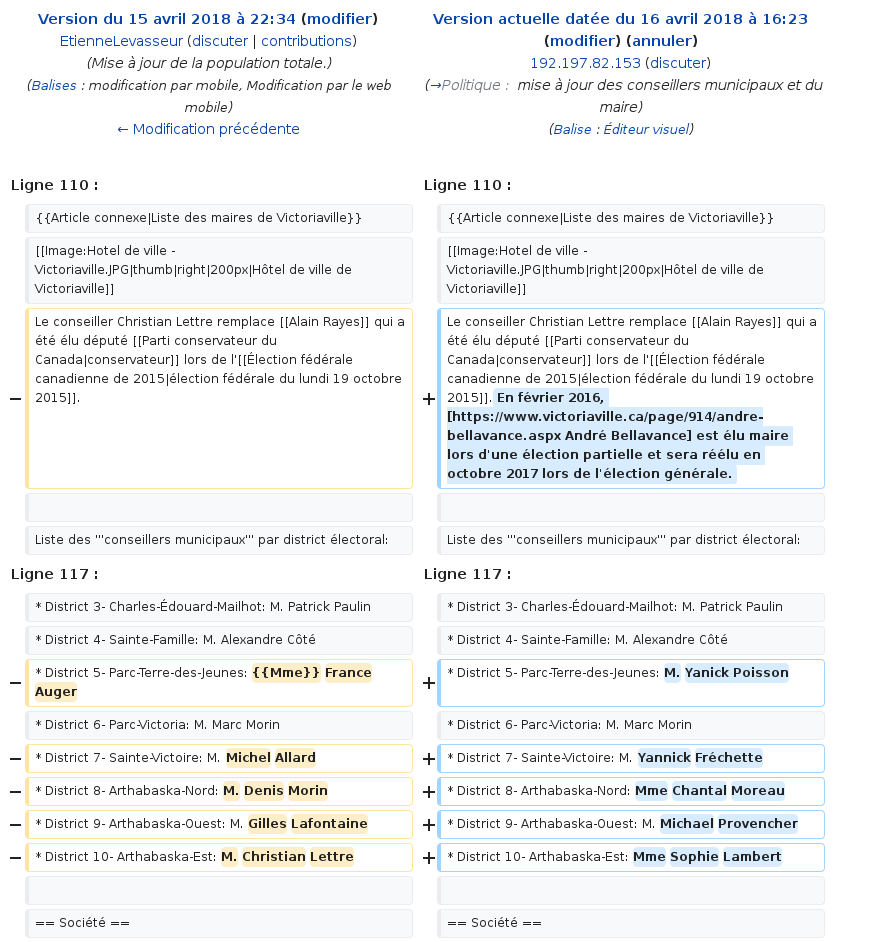 Version du 15 avril 2018 à 22:34 (modifier)
EtienneLevasseur (discuter | contributions)
(Mise à jour de la population totale.)
(Balises : modification par mobile, Modification par le web
mobile)
← Modification précédente
Version actuelle datée du 16 avril 2018 à 16:23
(modifier) (annuler)
192.197.82.153 (discuter)
(→Politique : mise à jour des conseillers municipaux et du
maire)
(Balise : Éditeur visuel)
Ligne 110 :
Ligne 110 :
{{Article connexe|Liste des maires de Victoriaville}}
{{Article connexe|Liste des maires de Victoriaville}}
[[Image:Hotel de ville -
Victoriaville.JPG|thumb|right|200px|Hôtel de ville de
Victoriaville]]
[[Image:Hotel de ville -
Victoriaville.JPG|thumb|right|200px|Hôtel de ville de
Victoriaville]]
− Le conseiller Christian Lettre remplace [[Alain Rayes]] qui a
été élu député [[Parti conservateur du
Canada|conservateur]] lors de l'[[Élection fédérale
canadienne de 2015|élection fédérale du lundi 19 octobre
2015]].
+ Le conseiller Christian Lettre remplace [[Alain Rayes]] qui a
été élu député [[Parti conservateur du
Canada|conservateur]] lors de l'[[Élection fédérale
canadienne de 2015|élection fédérale du lundi 19 octobre
2015]]. En février 2016,
[https://www.victoriaville.ca/page/914/andre-
bellavance.aspx André Bellavance] est élu maire
lors d'une élection partielle et sera réélu en
octobre 2017 lors de l'élection générale.
Liste des '''conseillers municipaux''' par district électoral:
Liste des '''conseillers municipaux''' par district électoral:
Ligne 117 :
Ligne 117 :
* District 3- Charles-Édouard-Mailhot: M. Patrick Paulin
* District 3- Charles-Édouard-Mailhot: M. Patrick Paulin
* District 4- Sainte-Famille: M. Alexandre Côté
* District 4- Sainte-Famille: M. Alexandre Côté
− * District 5- Parc-Terre-des-Jeunes: {{Mme}} France
Auger
+ * District 5- Parc-Terre-des-Jeunes: M. Yanick Poisson
* District 6- Parc-Victoria: M. Marc Morin
* District 6- Parc-Victoria: M. Marc Morin
− * District 7- Sainte-Victoire: M. Michel Allard
+ * District 7- Sainte-Victoire: M. Yannick Fréchette
− * District 8- Arthabaska-Nord: M. Denis Morin
+ * District 8- Arthabaska-Nord: Mme Chantal Moreau
− * District 9- Arthabaska-Ouest: M. Gilles Lafontaine
+ * District 9- Arthabaska-Ouest: M. Michael Provencher
− * District 10- Arthabaska-Est: M. Christian Lettre
+ * District 10- Arthabaska-Est: Mme Sophie Lambert
== Société ==
== Société ==